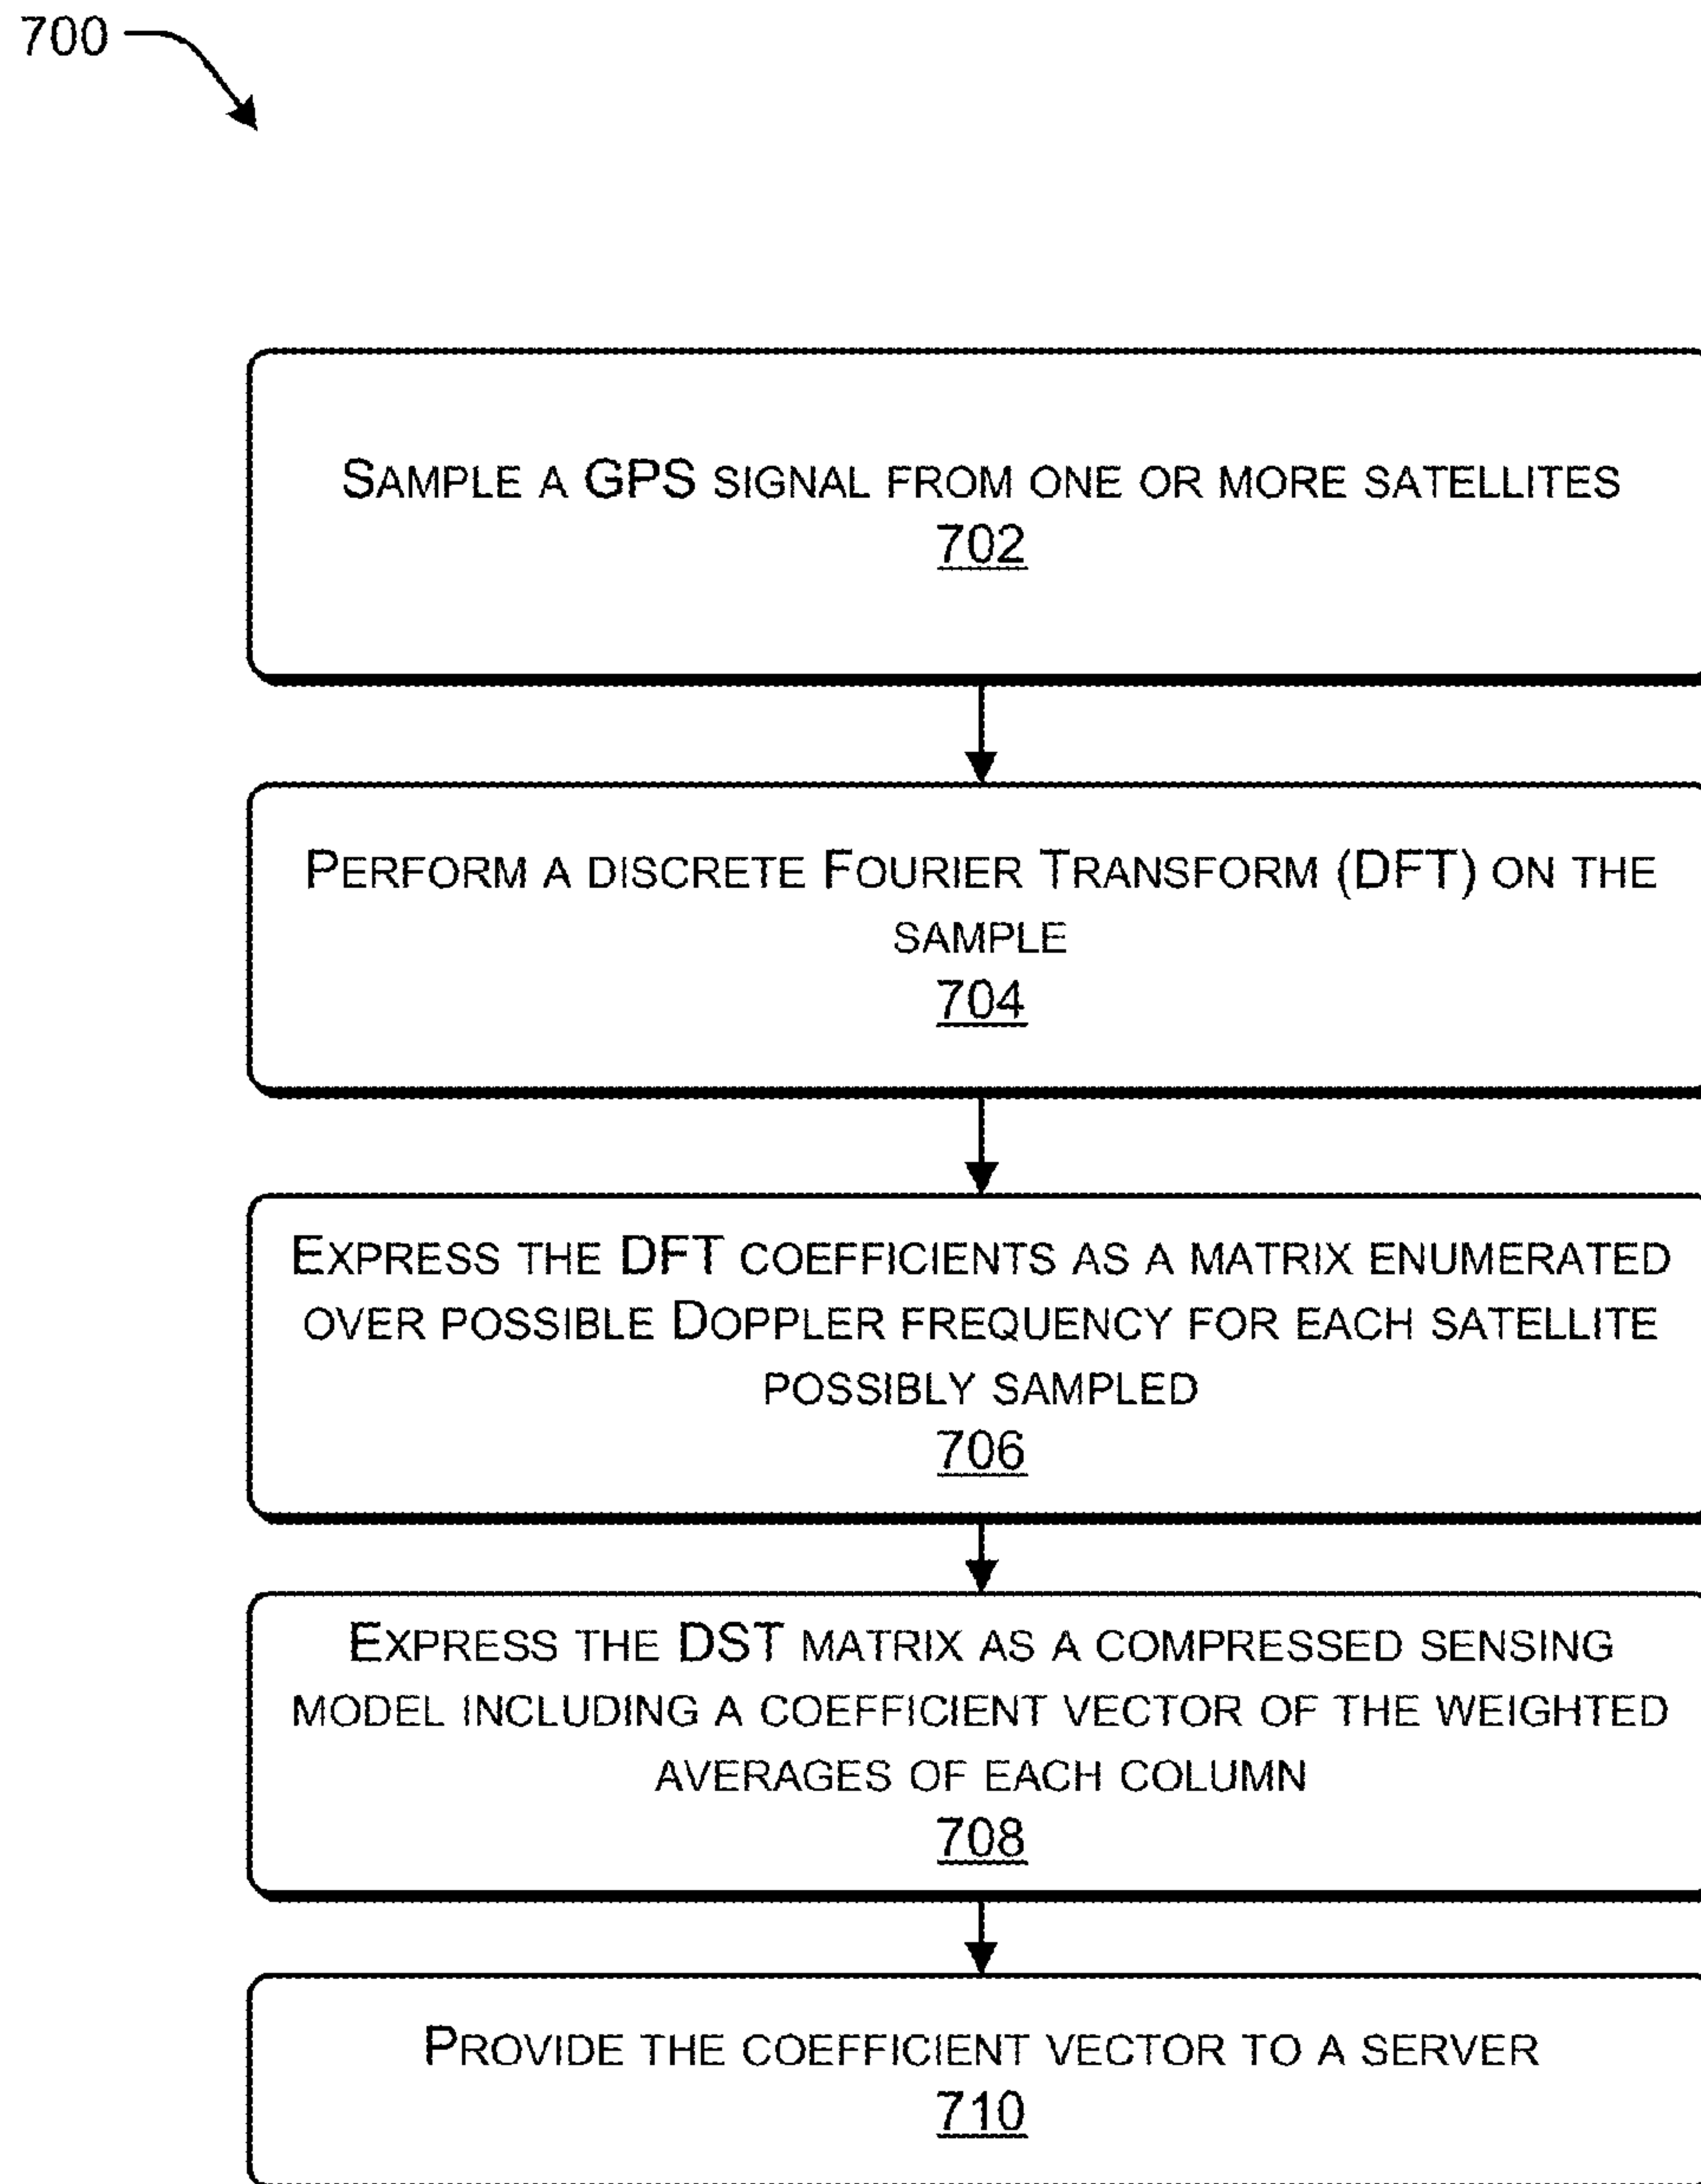 700
SAMPLE A GPS SIGNAL FROM ONE OR MORE SATELLITES
702
PERFORM A DISCRETE FOURIER TRANSFORM (DFT) ON THE
SAMPLE
704
EXPRESS THE DFT COEFFICIENTS AS A MATRIX ENUMERATED
OVER POSSIBLE DOPPLER FREQUENCY FOR EACH SATELLITE
POSSIBLY SAMPLED
706
EXPRESS THE DST MATRIX AS A COMPRESSED SENSING
MODEL INCLUDING A COEFFICIENT VECTOR OF THE WEIGHTED
AVERAGES OF EACH COLUMN
708
PROVIDE THE COEFFICIENT VECTOR TO A SERVER
710